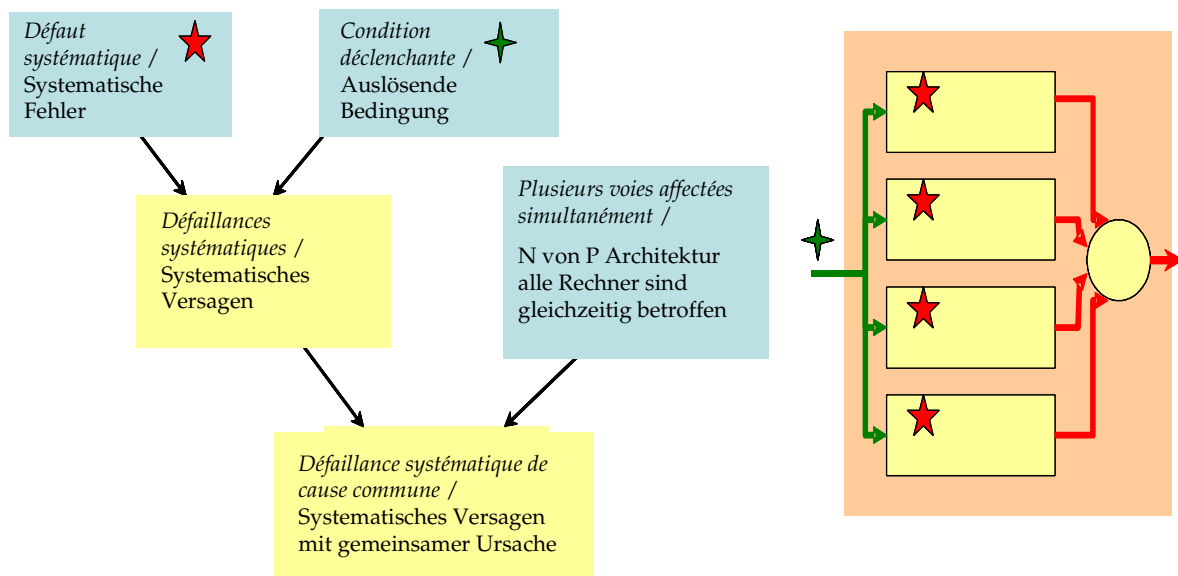 Défaut
systématique /
Systematische
Fehler
Condition
déclenchante /
Auslösende
Bedingung
Défaillances
systématiques /
Systematisches
Versagen
Plusieurs voies affectées
simultanément /
N von P Architektur
alle Rechner sind
gleichzeitig betroffen
Défaillance systématique de
cause commune /
Systematisches Versagen
mit gemeinsamer Ursache